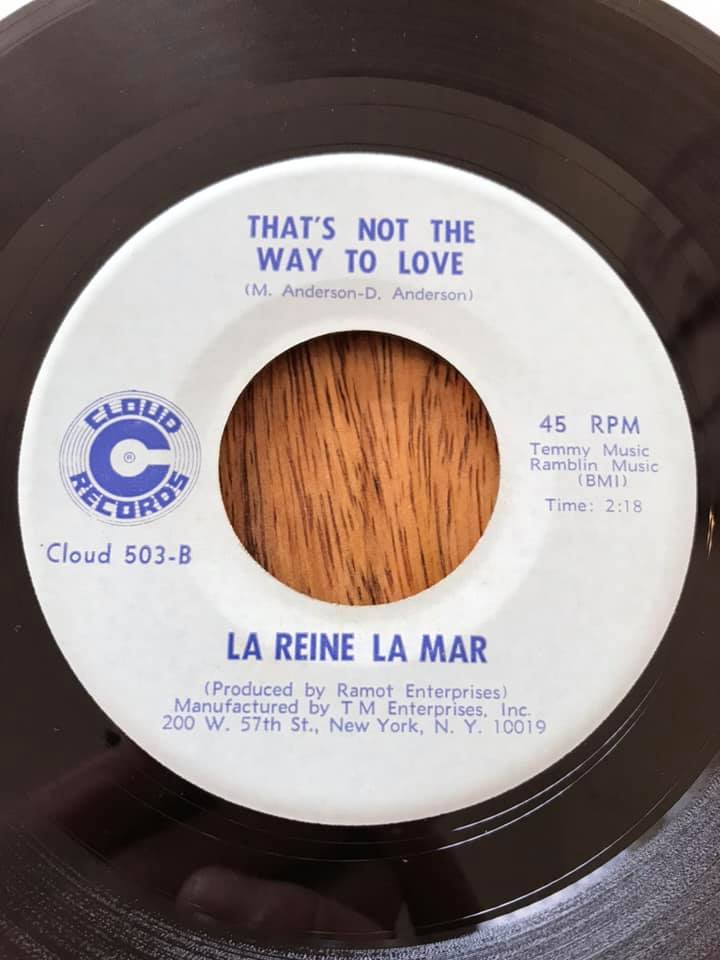 THAT'S NOT THE
WAY TO LOVE
(M. Anderson-D. Anderson)
CLOUD
C
®
RECORDS
Cloud 503-B
45 RPM
Temmy Music
Ramblin Music
(BMI)
Time: 2:18
LA REINE LA MAR
(Produced by Ramot Enterprises)
Manufactured by T M Enterprises, Inc.
200 W. 57th St., New York, N. Y. 10019